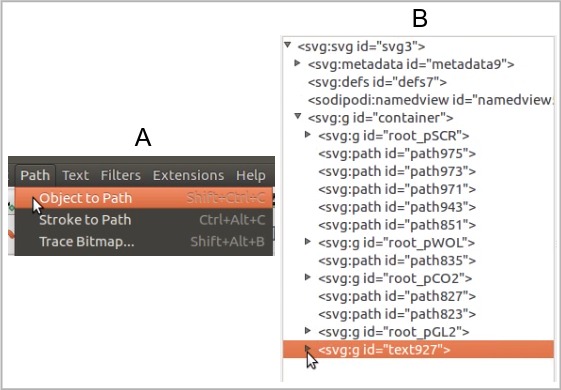 A
Path Text Filters Extensions Help
Object to Path Shift+Ctrl+C
Stroke to Path Ctrl+Alt+C
Trace Bitmap... Shift+Alt+B
B
<svg:svg id="svg3">
<svg:metadata id="metadata9">
<svg:defs id="defs7">
<sodipodi:namedview id="namedview.
<svg:g id="container">
<svg:g id="root_pSCR">
<svg:path id="path975">
<svg:path id="path973">
<svg:path id="path971">
<svg:path id="path943">
<svg:path id="path851">
<svg:g id="root_pWOL">
<svg:path id="path835">
<svg:g id="root_pCO2">
<svg:path id="path827">
<svg:path id="path823">
<svg:g id="root_pGL2">
<svg:g id="text927">